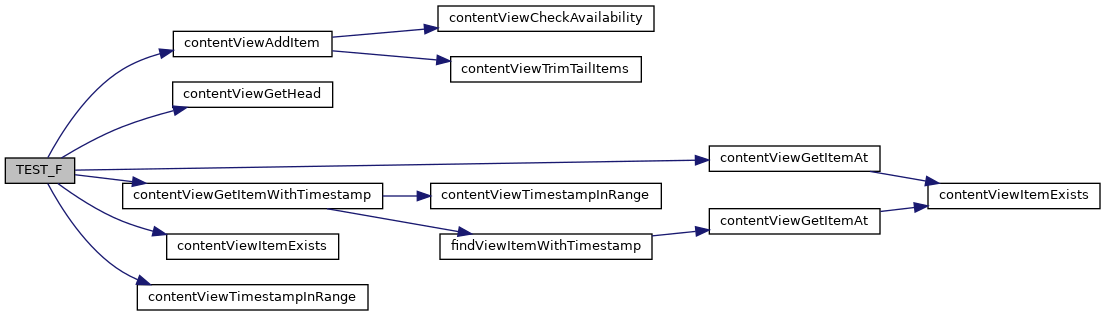 TEST_F
contentViewAddItem
contentViewCheckAvailability
contentViewTrimTailItems
contentViewGetHead
contentViewGetItemAt
contentViewItemExists
contentViewGetItemWithTimestamp
contentViewTimestampInRange
findViewItemWithTimestamp
contentViewGetItemAt
contentViewItemExists
contentViewTimestampInRange